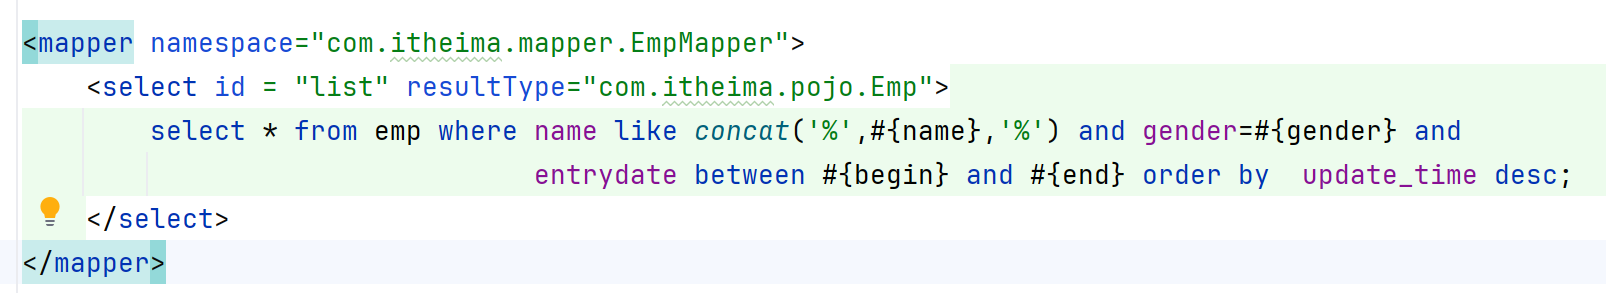 <mapper namespace="com.itheima.mapper.EmpMapper">
<select id = "list" resultType="com.itheima.pojo.Emp">
select * from emp where name like concat('%',#{name},'%') and gender=#{gender} and
entrydate between #{begin} and #{end} order by  update_time desc;
</select>
</mapper>